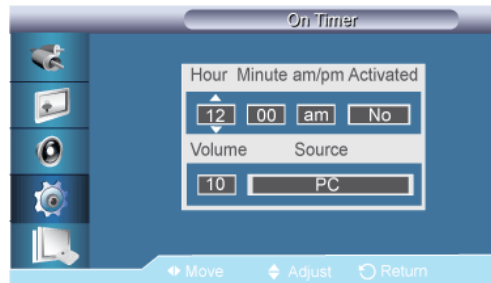 On Timer
Hour Minute am/pm Activated
12 00 am No
Volume Source
10 PC
Move Adjust Return